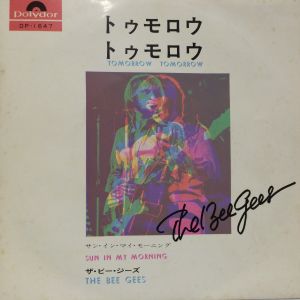 Polydor
DP-1647
トゥモロウ
トゥモロウ
TOMORROW TOMORROW
The Bee Gees
サン・イン・マイ・モーニング
SUN IN MY MORNING
ザ・ビー・ジーズ
THE BEE GEES